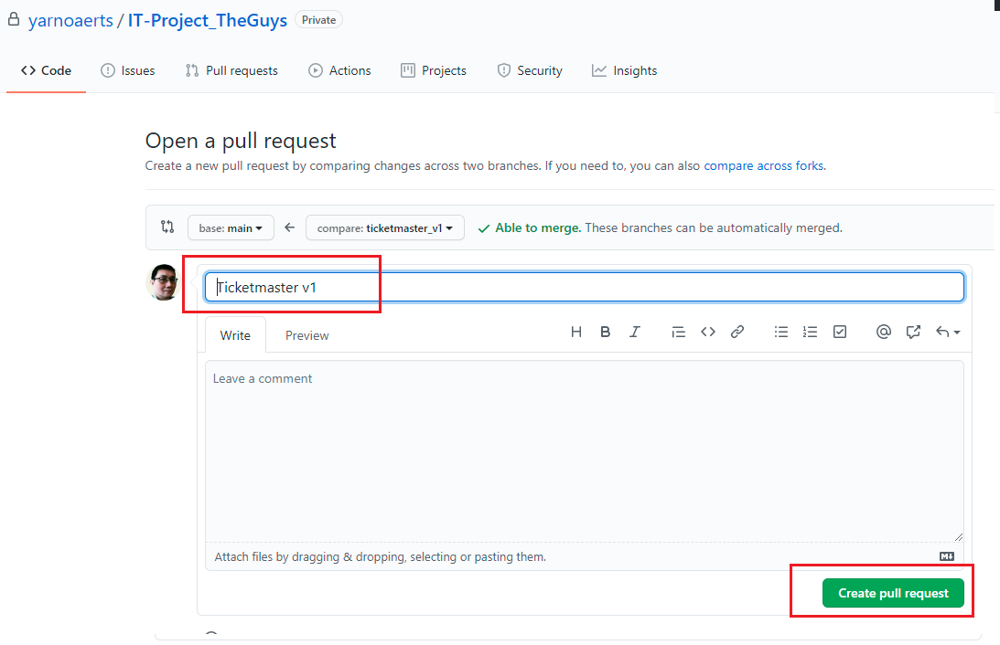 yarnoaerts / IT-Project_TheGuys Private
Code Issues Pull requests Actions Projects Security Insights
Open a pull request
Create a new pull request by comparing changes across two branches. If you need to, you can also compare across forks.
base: main compare: ticketmaster_v1 Able to merge. These branches can be automatically merged.
Ticketmaster v1
Write Preview
Leave a comment
Attach files by dragging & dropping, selecting or pasting them.
Create pull request